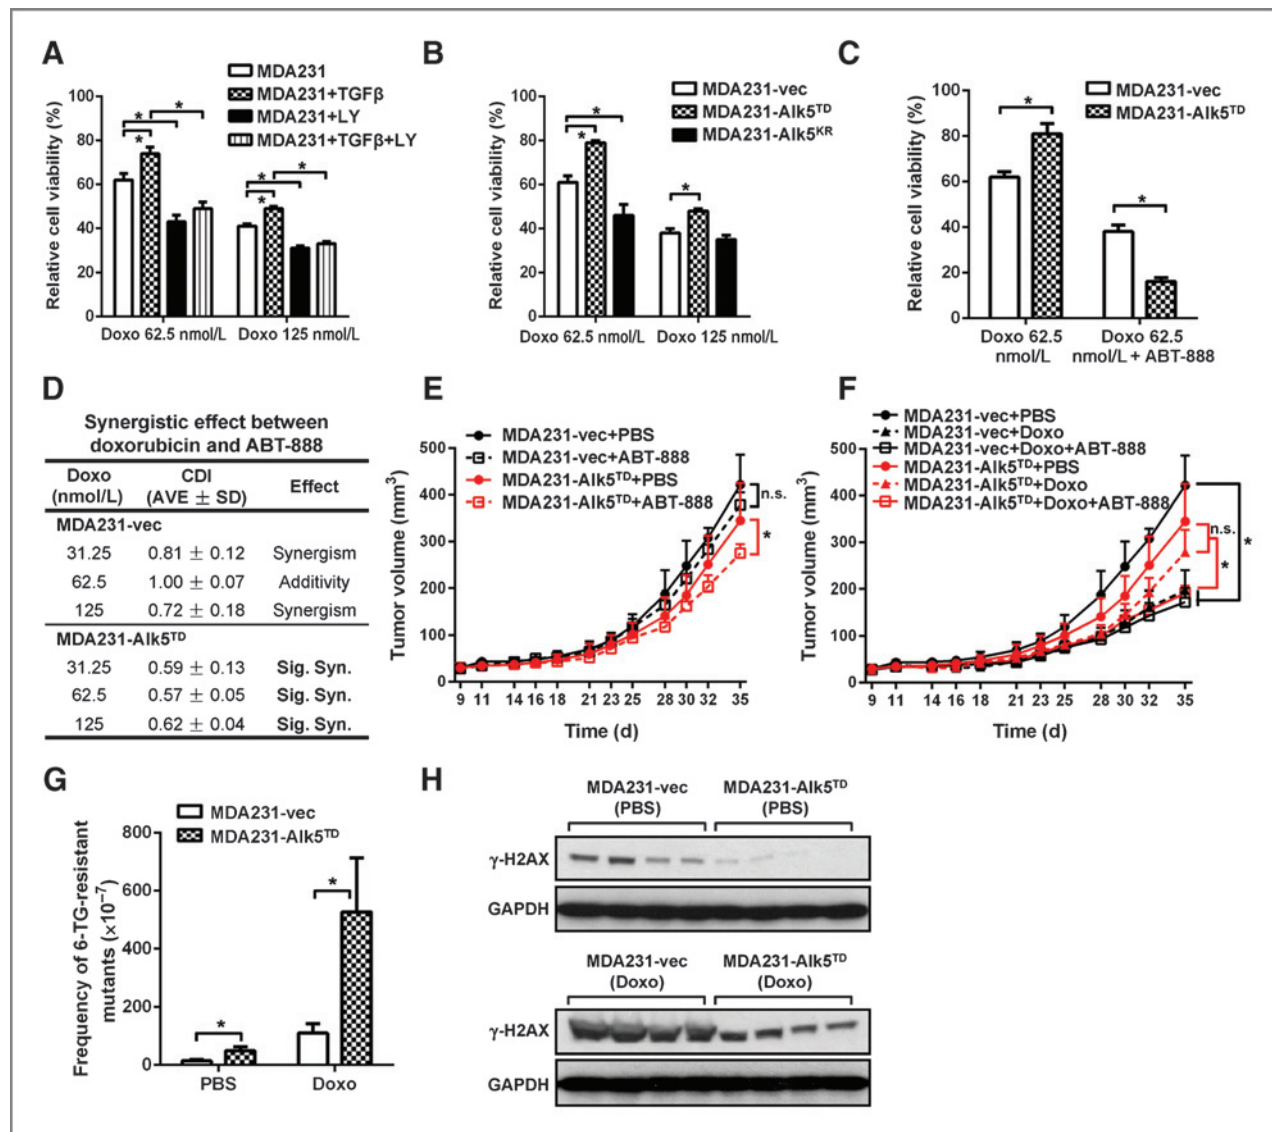 A
MDA231
MDA231+TGFβ
MDA231+LY
MDA231+TGFβ+LY
Relative cell viability (%)
100
80
60
40
20
0
* * * *
* * * *
Doxo 62.5 nmol/L
Doxo 125 nmol/L
B
MDA231-vec
MDA231-Alk5TD
MDA231-Alk5KR
Relative cell viability (%)
100
80
60
40
20
0
*
*
*
Doxo 62.5 nmol/L
Doxo 125 nmol/L
C
MDA231-vec
MDA231-Alk5TD
Relative cell viability (%)
100
80
60
40
20
0
*
*
Doxo 62.5
nmol/L
Doxo 62.5
nmol/L + ABT-888
D
Synergistic effect between
doxorubicin and ABT-888
Doxo (nmol/L) CDI (AVE ± SD) Effect
MDA231-vec
31.25 0.81 ± 0.12 Synergism
62.5 1.00 ± 0.07 Additivity
125 0.72 ± 0.18 Synergism
MDA231-Alk5TD
31.25 0.59 ± 0.13 Sig. Syn.
62.5 0.57 ± 0.05 Sig. Syn.
125 0.62 ± 0.04 Sig. Syn.
E
MDA231-vec+PBS
MDA231-vec+ABT-888
MDA231-Alk5TD+PBS
MDA231-Alk5TD+ABT-888
Tumor volume (mm3)
500
400
300
200
100
0
n.s.
*
9 11 14 16 18 21 23 25 28 30 32 35
Time (d)
F
MDA231-vec+PBS
MDA231-vec+Doxo
MDA231-vec+Doxo+ABT-888
MDA231-Alk5TD+PBS
MDA231-Alk5TD+Doxo
MDA231-Alk5TD+Doxo+ABT-888
Tumor volume (mm3)
500
400
300
200
100
0
n.s.
*
*
9 11 14 16 18 21 23 25 28 30 32 35
Time (d)
G
MDA231-vec
MDA231-Alk5TD
Frequency of 6-TG-resistant
mutants (×10−7)
800
600
400
200
0
*
*
PBS
Doxo
H
MDA231-vec
(PBS)
MDA231-Alk5TD
(PBS)
γ-H2AX
GAPDH
MDA231-vec
(Doxo)
MDA231-Alk5TD
(Doxo)
γ-H2AX
GAPDH